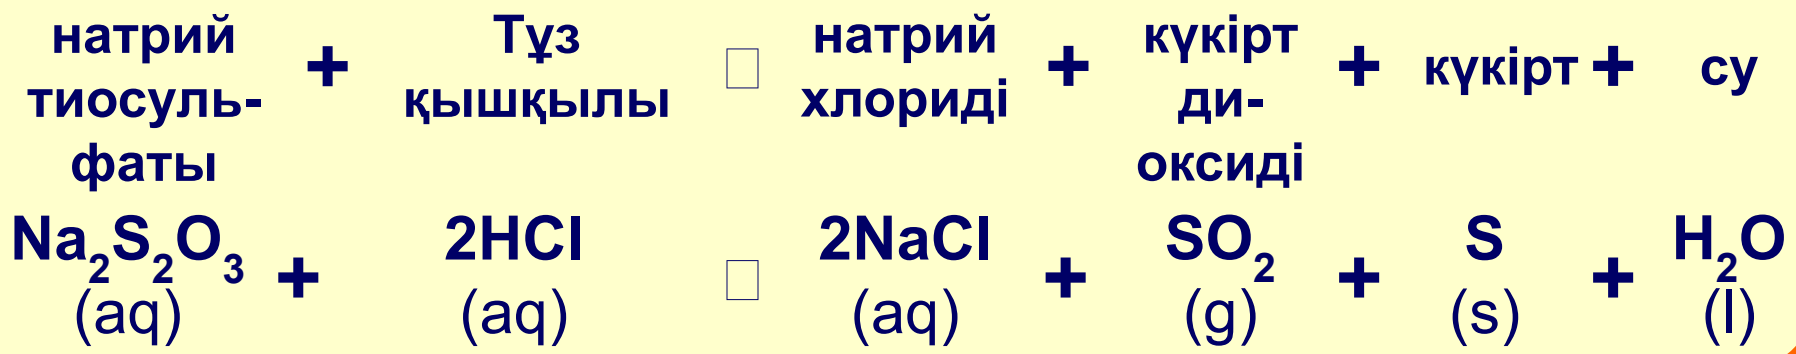 натрий + Тұз □ натрий + күкірт + күкірт + су
тиосуль- қышқылы хлориді ди-
фаты оксиді
Na₂S₂O₃ + 2HCl □ 2NaCl + SO₂ + S + H₂O
(aq) (aq) (aq) (g) (s) (l)